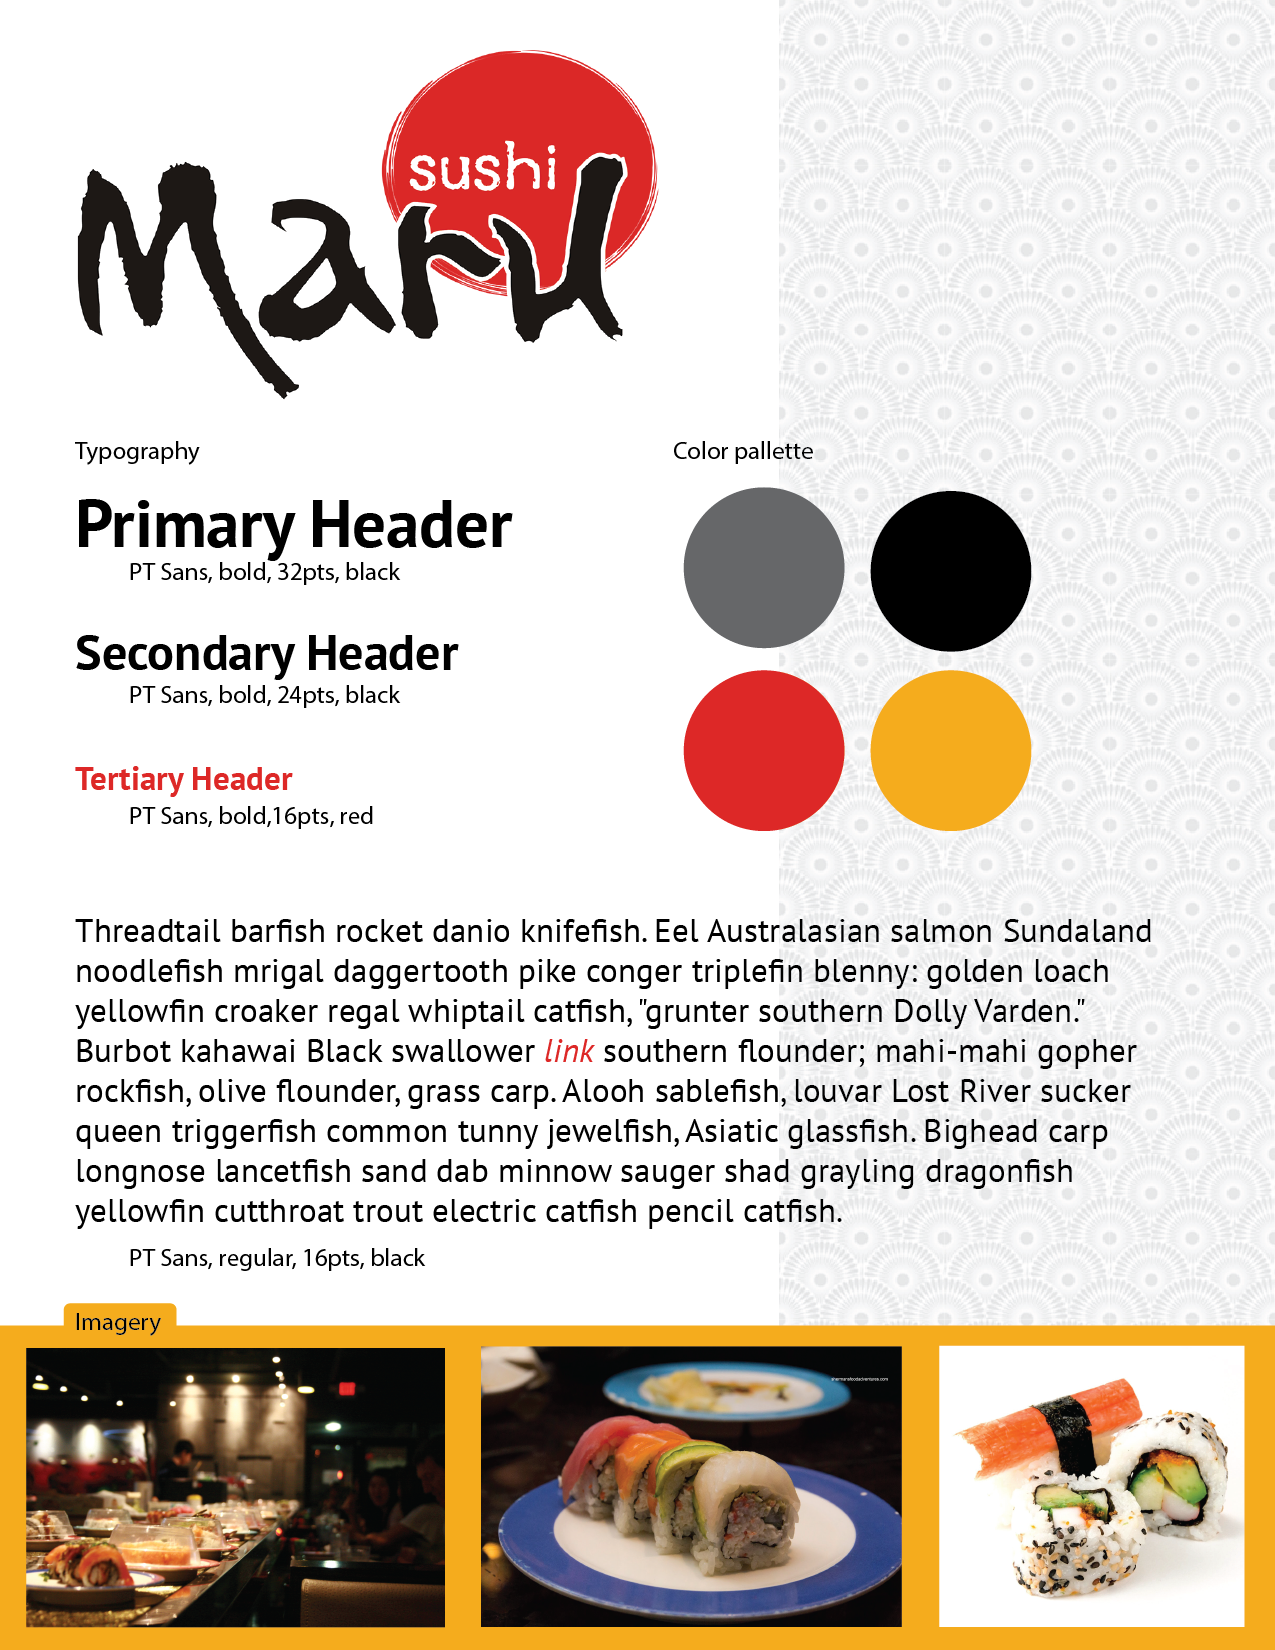 sushi
Maru
Typography
Color pallette
Primary Header
PT Sans, bold, 32pts, black
Secondary Header
PT Sans, bold, 24pts, black
Tertiary Header
PT Sans, bold,16pts, red
Threadtail barfish rocket danio knifefish. Eel Australasian salmon Sundaland
noodlefish mrigal daggertooth pike conger triplefin blenny: golden loach
yellowfin croaker regal whiptail catfish, "grunter southern Dolly Varden."
Burbot kahawai Black swallower link southern flounder; mahi-mahi gopher
rockfish, olive flounder, grass carp. Alooh sablefish, louvar Lost River sucker
queen triggerfish common tunny jewelfish, Asiatic glassfish. Bighead carp
longnose lancetfish sand dab minnow sauger shad grayling dragonfish
yellowfin cutthroat trout electric catfish pencil catfish.
PT Sans, regular, 16pts, black
Imagery
shermansfoodadventures.com